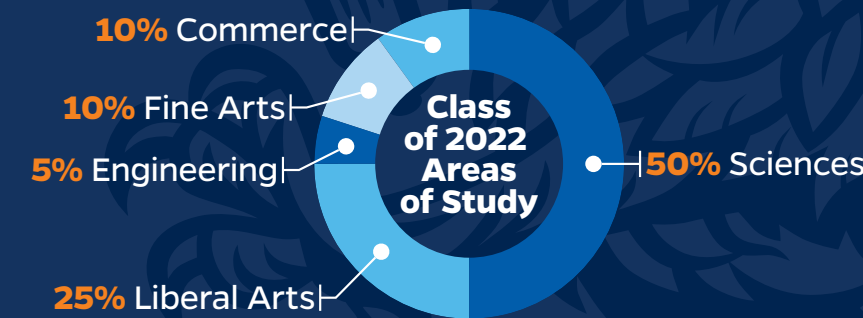 10% Commerce
10% Fine Arts
5% Engineering
25% Liberal Arts
Class
of 2022
Areas
of Study
50% Sciences